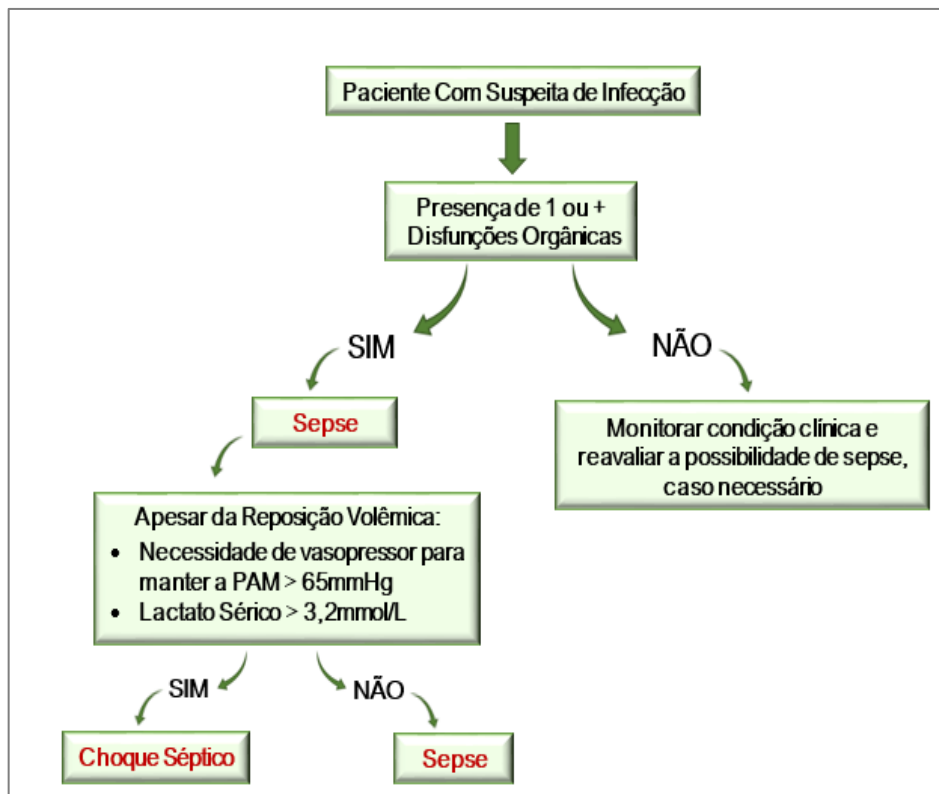 Paciente Com Suspeita de Infecção
Presença de 1 ou +
Disfunções Orgânicas
SIM
NÃO
Sepse
Monitorar condição clínica e
reavaliar a possibilidade de sepse,
caso necessário
Apesar da Reposição Volêmica:
• Necessidade de vasopressor para
manter a PAM > 65mmHg
• Lactato Sérico > 3,2mmol/L
SIM
NÃO
Choque Séptico
Sepse